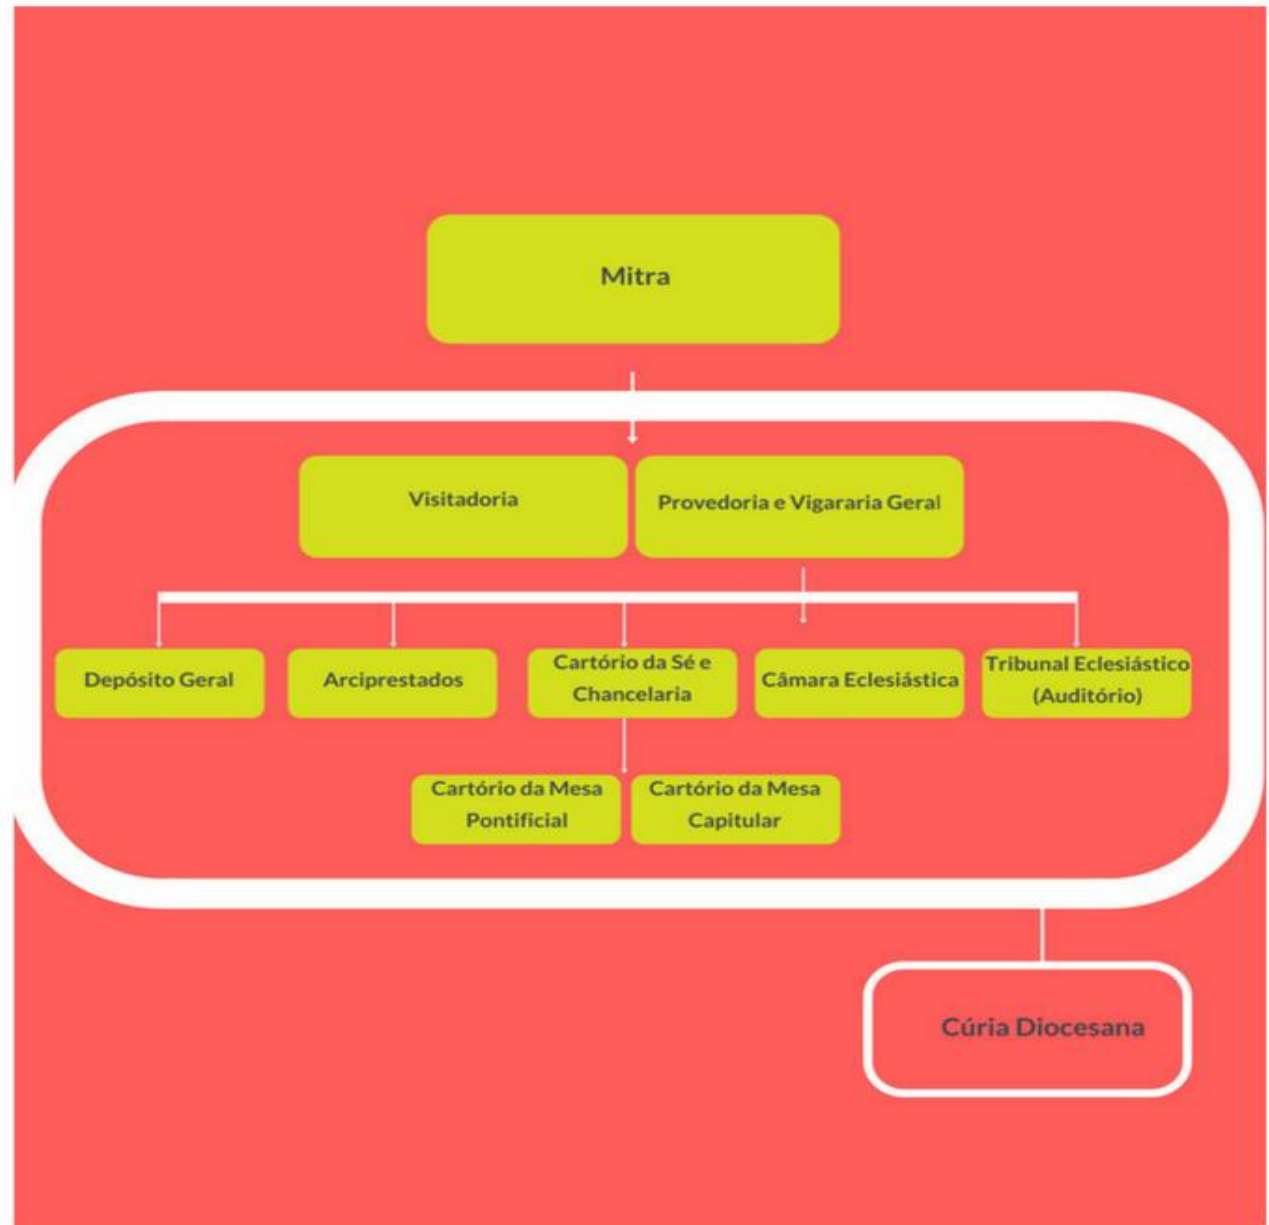 Mitra
Visitadoria
Provedoria e Vigararia Geral
Depósito Geral
Arciprestados
Cartório da Sé e
Chancelaria
Câmara Eclesiástica
Tribunal Eclesiástico
(Auditório)
Cartório da Mesa
Pontificial
Cartório da Mesa
Capitular
Cúria Diocesana